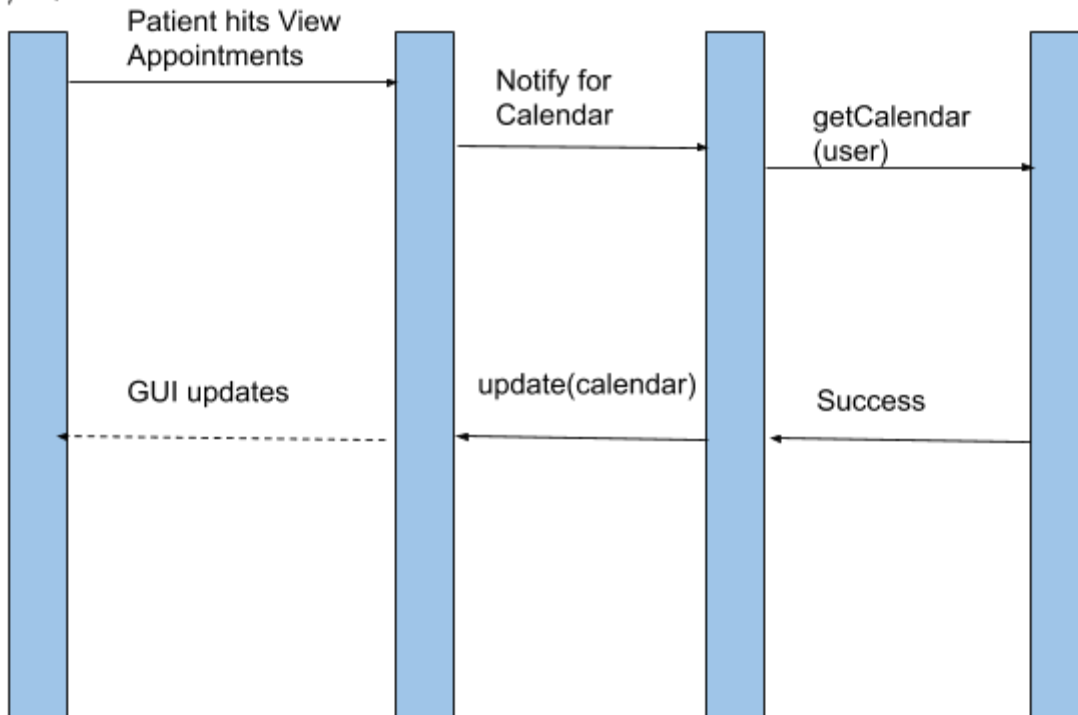 Patient hits View
Appointments
Notify for
Calendar
getCalendar
(user)
GUI updates
update(calendar)
Success